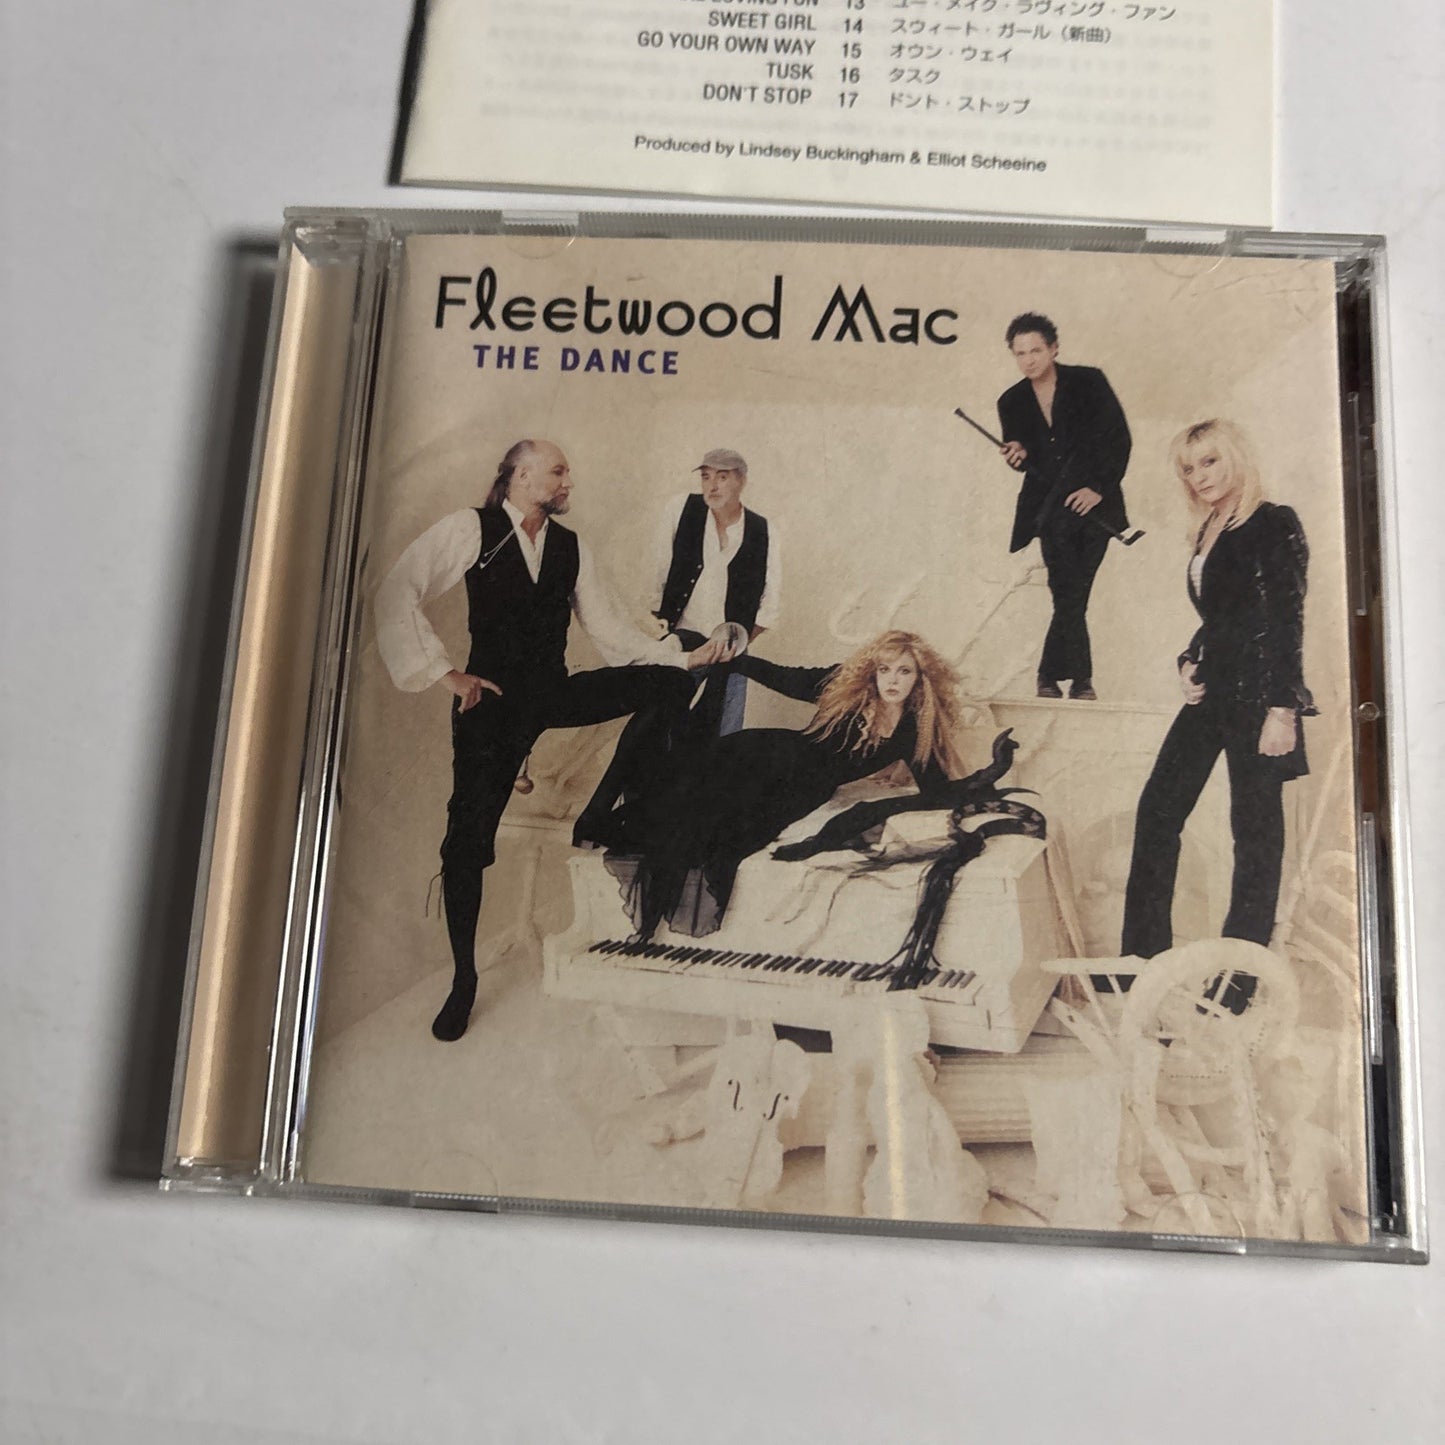 LOVING FUN 13 ユー・メイク・ラヴィング・ファン
SWEET GIRL 14 スウィート・ガール（新曲）
GO YOUR OWN WAY 15 オウン・ウェイ
TUSK 16 タスク
DON'T STOP 17 ドント・ストップ
Produced by Lindsey Buckingham & Elliot Scheeine
Fleetwood Mac
THE DANCE